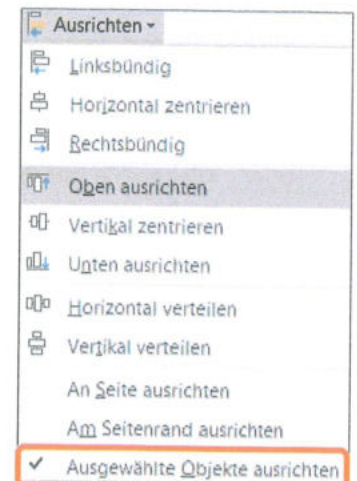 Ausrichten
Linksbündig
Horizontal zentrieren
Rechtsbündig
Oben ausrichten
Vertikal zentrieren
Unten ausrichten
Horizontal verteilen
Vertikal verteilen
An Seite ausrichten
Am Seitenrand ausrichten
Ausgewählte Objekte ausrichten